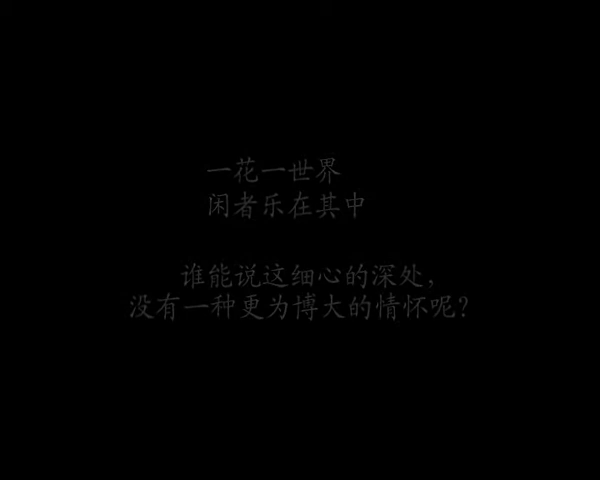 一花一世界
闲者乐在其中
谁能说这细心的深处，
没有一种更为博大的情怀呢？